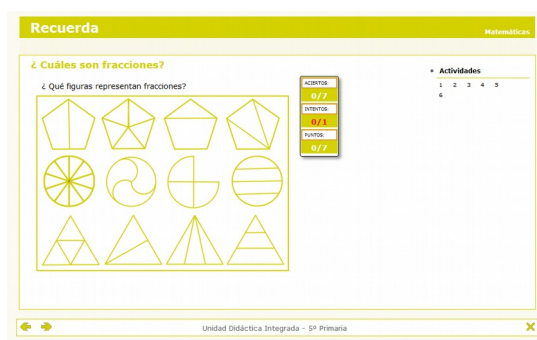 Recuerda
Matemáticas
¿ Cuáles son fracciones?
¿ Qué figuras representan fracciones?
ACIERTOS:
0/7
INTENTOS:
0/1
PUNTOS:
0/7
Actividades
1 2 3 4 5
6
Unidad Didáctica Integrada - 5º Primaria